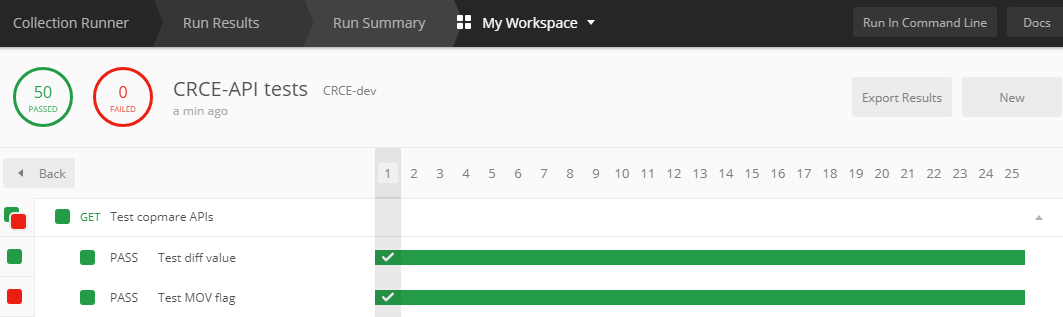 Collection Runner Run Results Run Summary My Workspace Run In Command Line Docs
50 PASSED
0 FAILED
CRCE-API tests CRCE-dev
a min ago
Export Results New
Back 1 2 3 4 5 6 7 8 9 10 11 12 13 14 15 16 17 18 19 20 21 22 23 24 25
GET Test copmare APIs
PASS Test diff value
PASS Test MOV flag